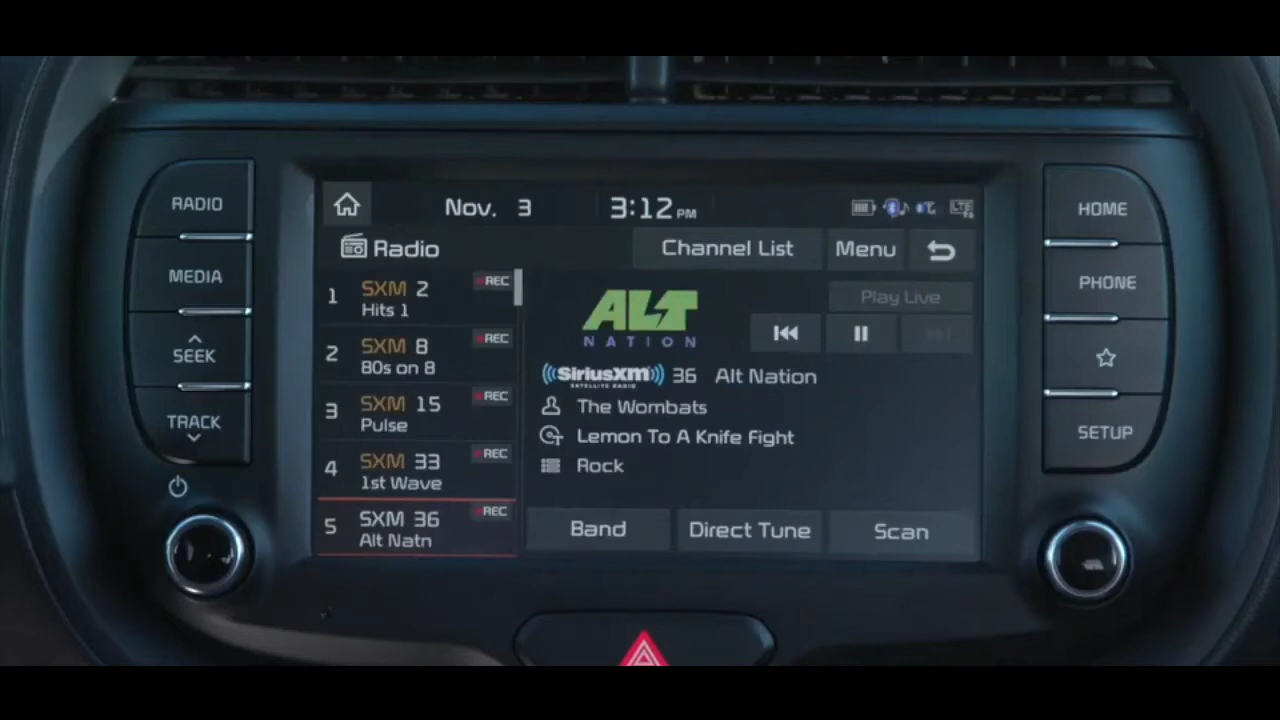 RADIO
MEDIA
SEEK
TRACK
Nov. 3 3:12 PM
LTE
Radio
Channel List Menu
1 SXM 2 REC
Hits 1
2 SXM 8 REC
80s on 8
3 SXM 15 REC
Pulse
4 SXM 33 REC
1st Wave
5 SXM 36 REC
Alt Natn
ALT
NATION
Play Live
SiriusXM 36 Alt Nation
SATELLITE RADIO
The Wombats
Lemon To A Knife Fight
Rock
Band Direct Tune Scan
HOME
PHONE
SETUP